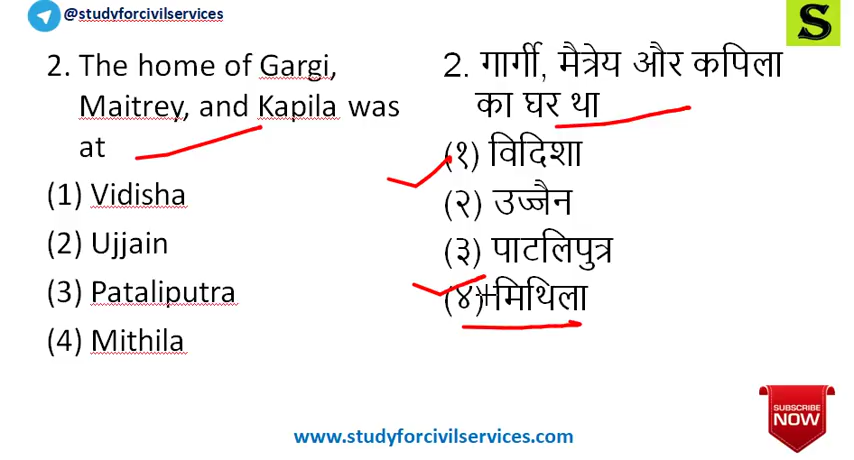 @studyforcivilservices
S
2. The home of Gargi,
Maitrey, and Kapila was
at
(1) Vidisha
(2) Ujjain
(3) Pataliputra
(4) Mithila
2. गार्गी, मैत्रेय और कपिला
का घर था
(१) विदिशा
(२) उज्जैन
(३) पाटलिपुत्र
(४) मिथिला
SUBSCRIBE
NOW
www.studyforcivilservices.com